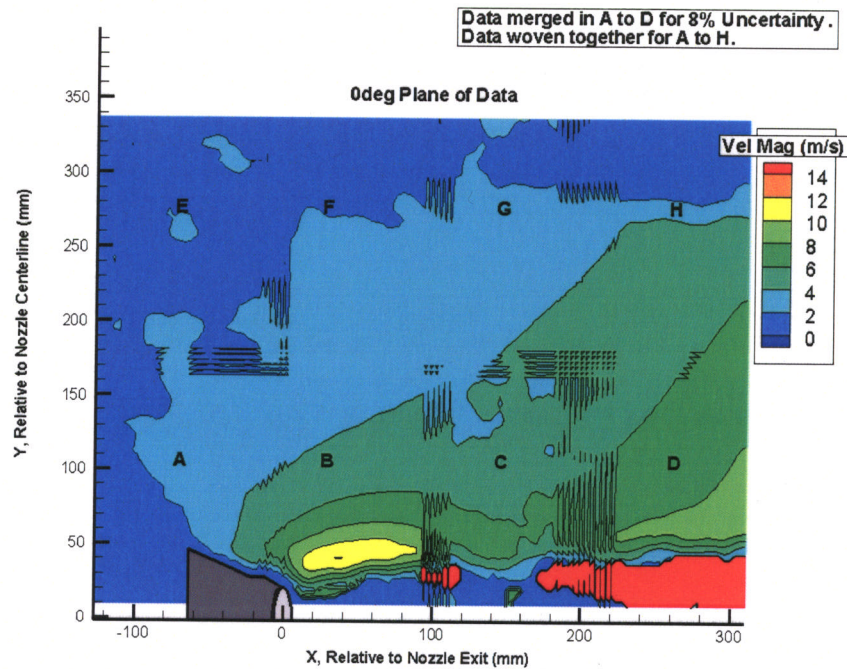 Data merged in A to D for 8% Uncertainty .
Data woven together for A to H.
0deg Plane of Data
Vel Mag (m/s)
14
12
10
8
6
4
2
0
Y, Relative to Nozzle Centerline (mm)
350
300
250
200
150
100
50
0
E
F
G
H
A
B
C
D
-100
0
100
200
300
X, Relative to Nozzle Exit (mm)